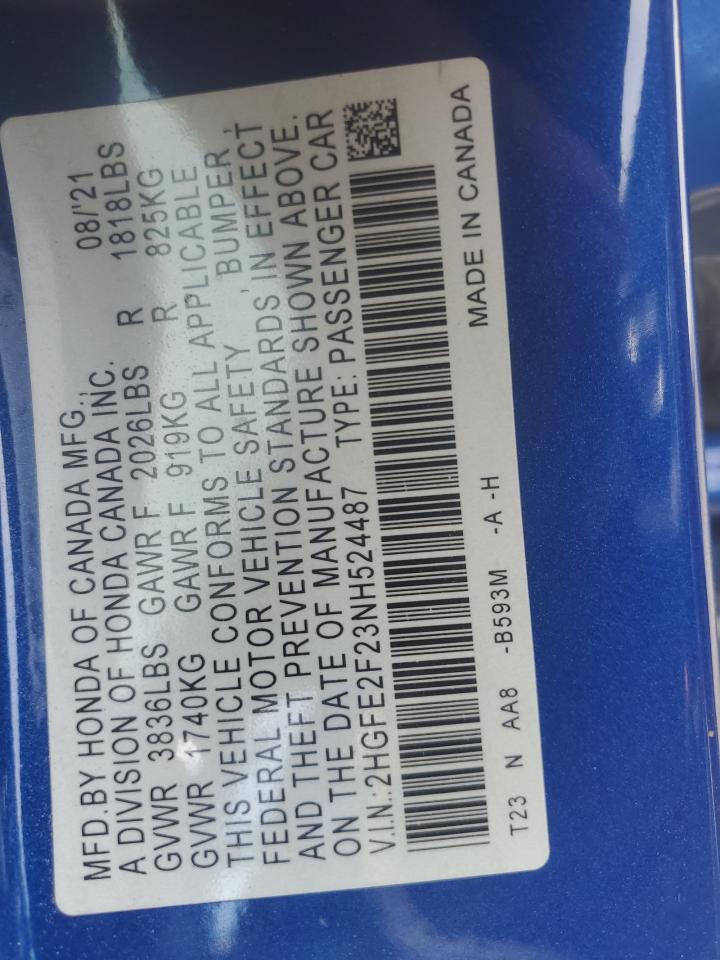 MFD.BY HONDA OF CANADA MFG., 08/'21
A DIVISION OF HONDA CANADA INC.
GVWR 3836LBS GAWR F 2026LBS R 1818LBS
GVWR 1740KG GAWR F 919KG R 825KG
THIS VEHICLE CONFORMS TO ALL APPLICABLE
FEDERAL MOTOR VEHICLE SAFETY, BUMPER,
AND THEFT PREVENTION STANDARDS, IN EFFECT
ON THE DATE OF MANUFACTURE SHOWN ABOVE.
V.I.N.:2HGFE2F23NH524487 TYPE: PASSENGER CAR
T23 N AA8 -B593M -A -H MADE IN CANADA